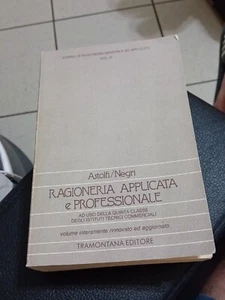 Astolfi/Negri
RAGIONERIA APPLICATA
e PROFESSIONALE
AD USO DELLA QUINTA CLASSE
DEGLI ISTITUTI TECNICI COMMERCIALI
volume interamente rinnovato ed aggiornato
TRAMONTANA EDITORE